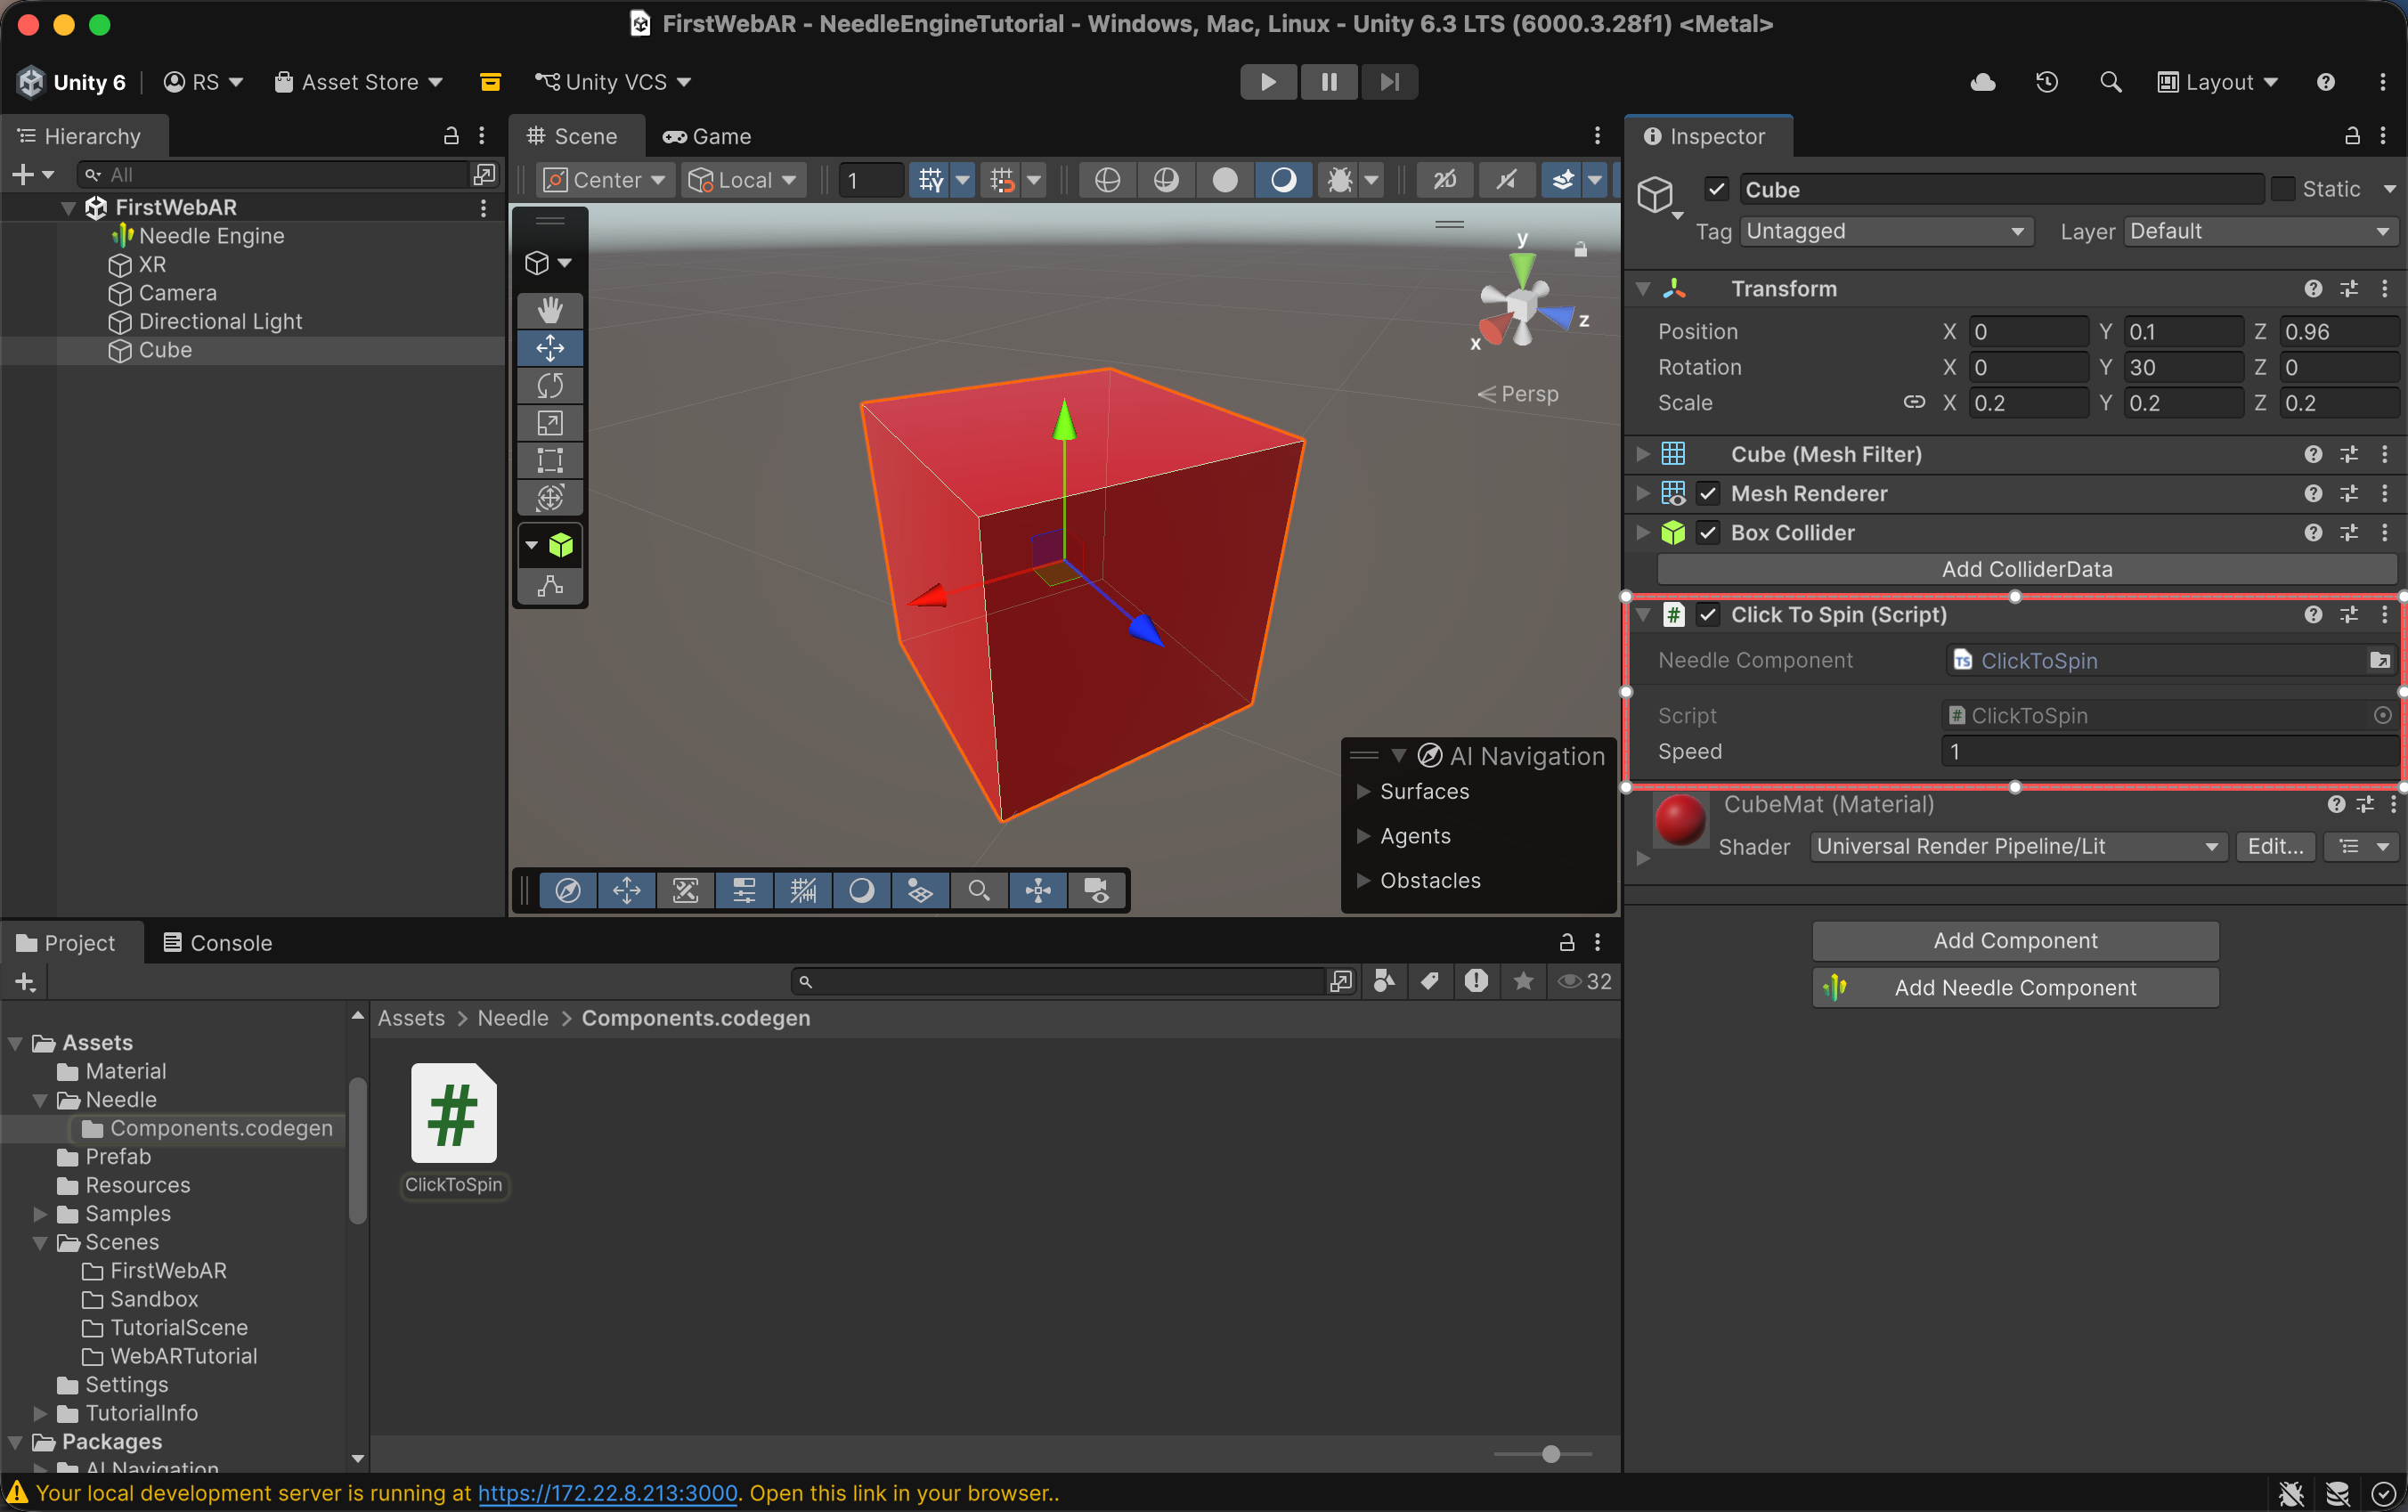 FirstWebAR - NeedleEngineTutorial - Windows, Mac, Linux - Unity 6.3 LTS (6000.3.28f1) <Metal>
Unity 6 RS Asset Store Unity VCS Layout
Hierarchy
All
FirstWebAR
Needle Engine
XR
Camera
Directional Light
Cube
Scene Game
Center Local 1 2D
y
z
x
Persp
AI Navigation
Surfaces
Agents
Obstacles
Inspector
Cube Static
Tag Untagged Layer Default
Transform
Position X 0 Y 0.1 Z 0.96
Rotation X 0 Y 30 Z 0
Scale X 0.2 Y 0.2 Z 0.2
Cube (Mesh Filter)
Mesh Renderer
Box Collider
Add ColliderData
# Click To Spin (Script)
Needle Component TS ClickToSpin
Script # ClickToSpin
Speed 1
CubeMat (Material)
Shader Universal Render Pipeline/Lit Edit...
Add Component
Add Needle Component
Project Console
32
Assets
Material
Needle
Components.codegen
Prefab
Resources
Samples
Scenes
FirstWebAR
Sandbox
TutorialScene
WebARTutorial
Settings
TutorialInfo
Packages
AI Navigation
Assets > Needle > Components.codegen
#
ClickToSpin
Your local development server is running at https://172.22.8.213:3000. Open this link in your browser..